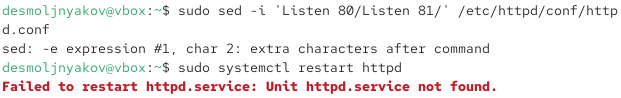 desmoljnyakov@vbox:~$ sudo sed -i 'Listen 80/Listen 81/' /etc/httpd/conf/http
d.conf
sed: -e expression #1, char 2: extra characters after command
desmoljnyakov@vbox:~$ sudo systemctl restart httpd
Failed to restart httpd.service: Unit httpd.service not found.